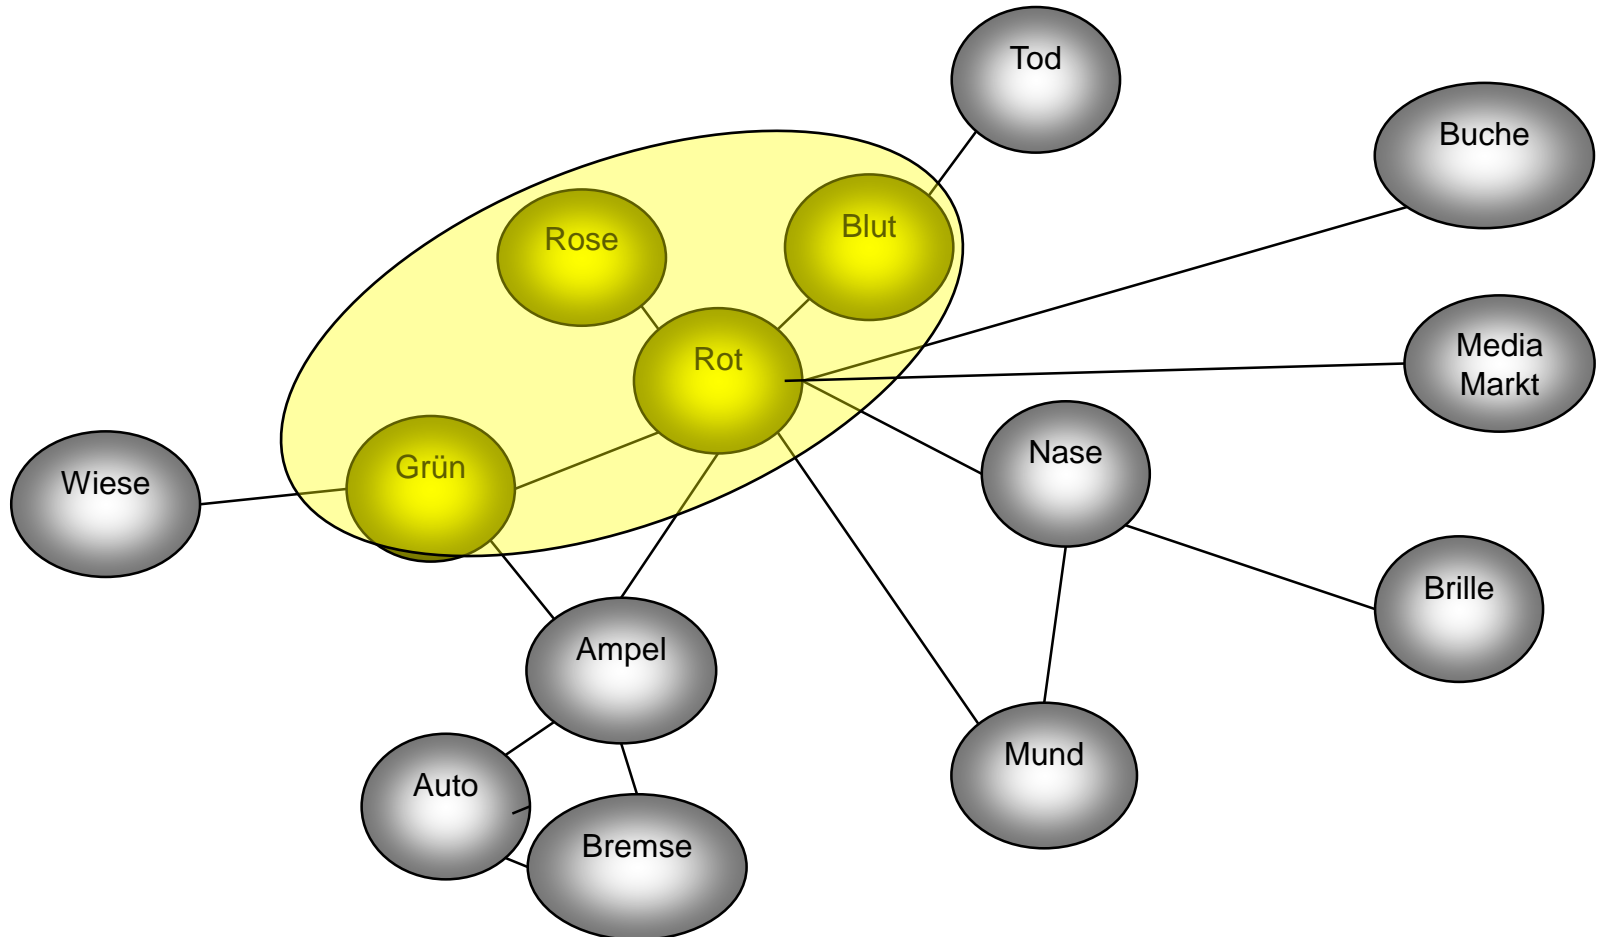 Tod
Buche
Rose
Blut
Rot
Media
Markt
Grün
Nase
Wiese
Brille
Ampel
Mund
Auto
Bremse